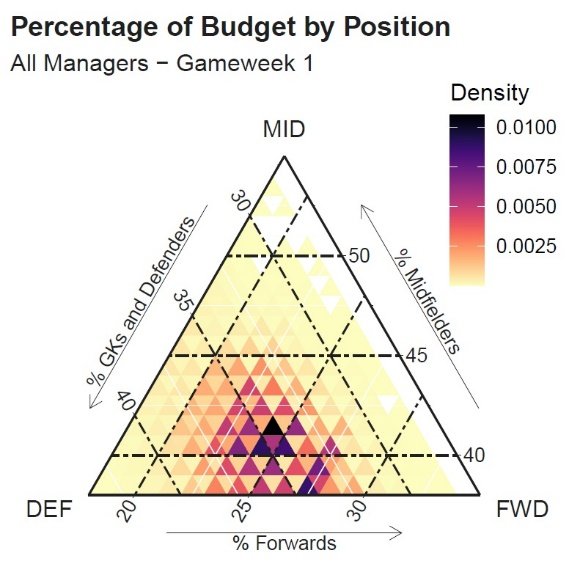 Percentage of Budget by Position
All Managers − Gameweek 1
Density
0.0100
0.0075
0.0050
0.0025
MID
30
50
% GKs and Defenders
% Midfielders
35
45
40
40
DEF
20
25
30
FWD
% Forwards